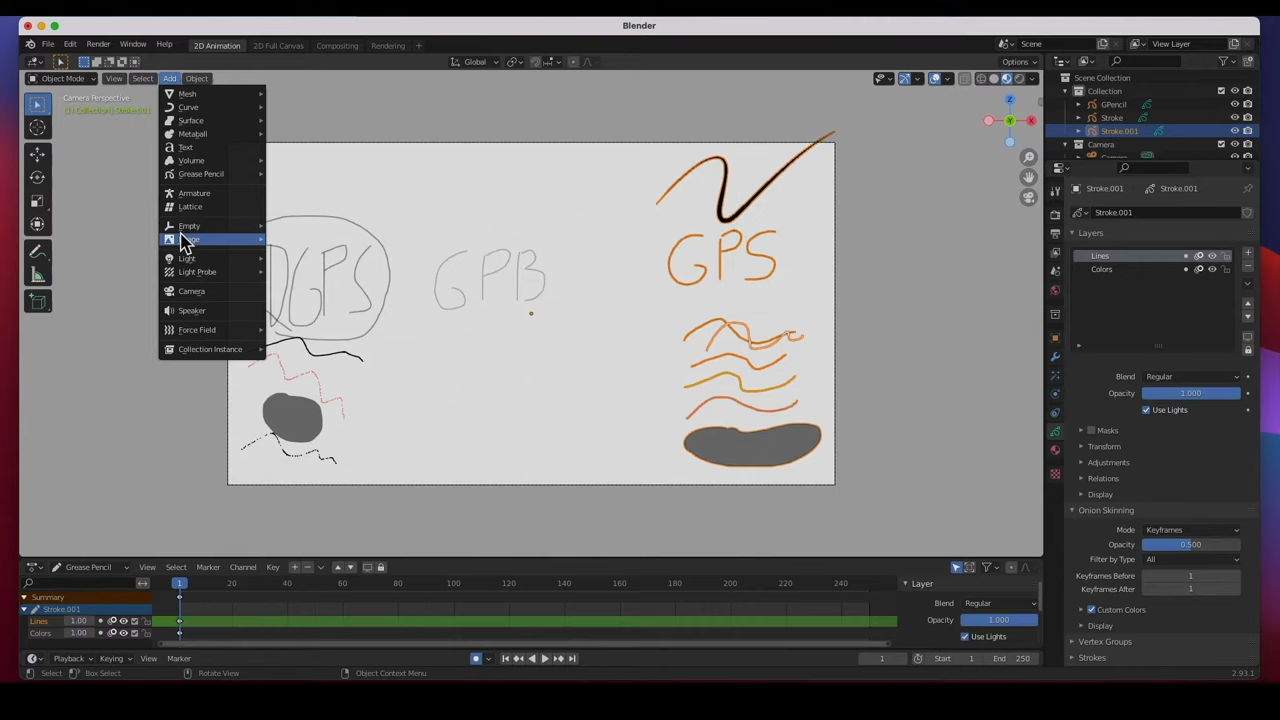 Blender
File Edit Render Window Help 2D Animation 2D Full Canvas Compositing Rendering + Scene View Layer
Global Options
Object Mode View Select Add Object
Camera Perspective
(1) Collection | Stroke.001
Mesh
Curve
Surface
Metaball
Text
Volume
Grease Pencil
Armature
Lattice
Empty
Light
Light Probe
Camera
Speaker
Force Field
Collection Instance
GPS
GPB
GPS
Z
Y
X
Scene Collection
Collection
GPencil
Stroke
Stroke.001
Camera
Stroke.001 Stroke.001
Stroke.001
Layers
Lines
Colors
Blend Regular
Opacity 1.000
Use Lights
Masks
Transform
Adjustments
Relations
Display
Onion Skinning
Mode Keyframes
Opacity 0.500
Filter by Type All
Keyframes Before 1
Keyframes After 1
Custom Colors
Display
Vertex Groups
Strokes
Grease Pencil View Select Marker Channel Key
1 20 40 60 80 100 120 140 160 180 200 220 240
Summary
Stroke.001
Lines 1.00
Colors 1.00
Layer
Blend Regular
Opacity 1.000
Use Lights
Playback Keying View Marker 1 Start 1 End 250
Select Box Select Rotate View Object Context Menu 2.93.1